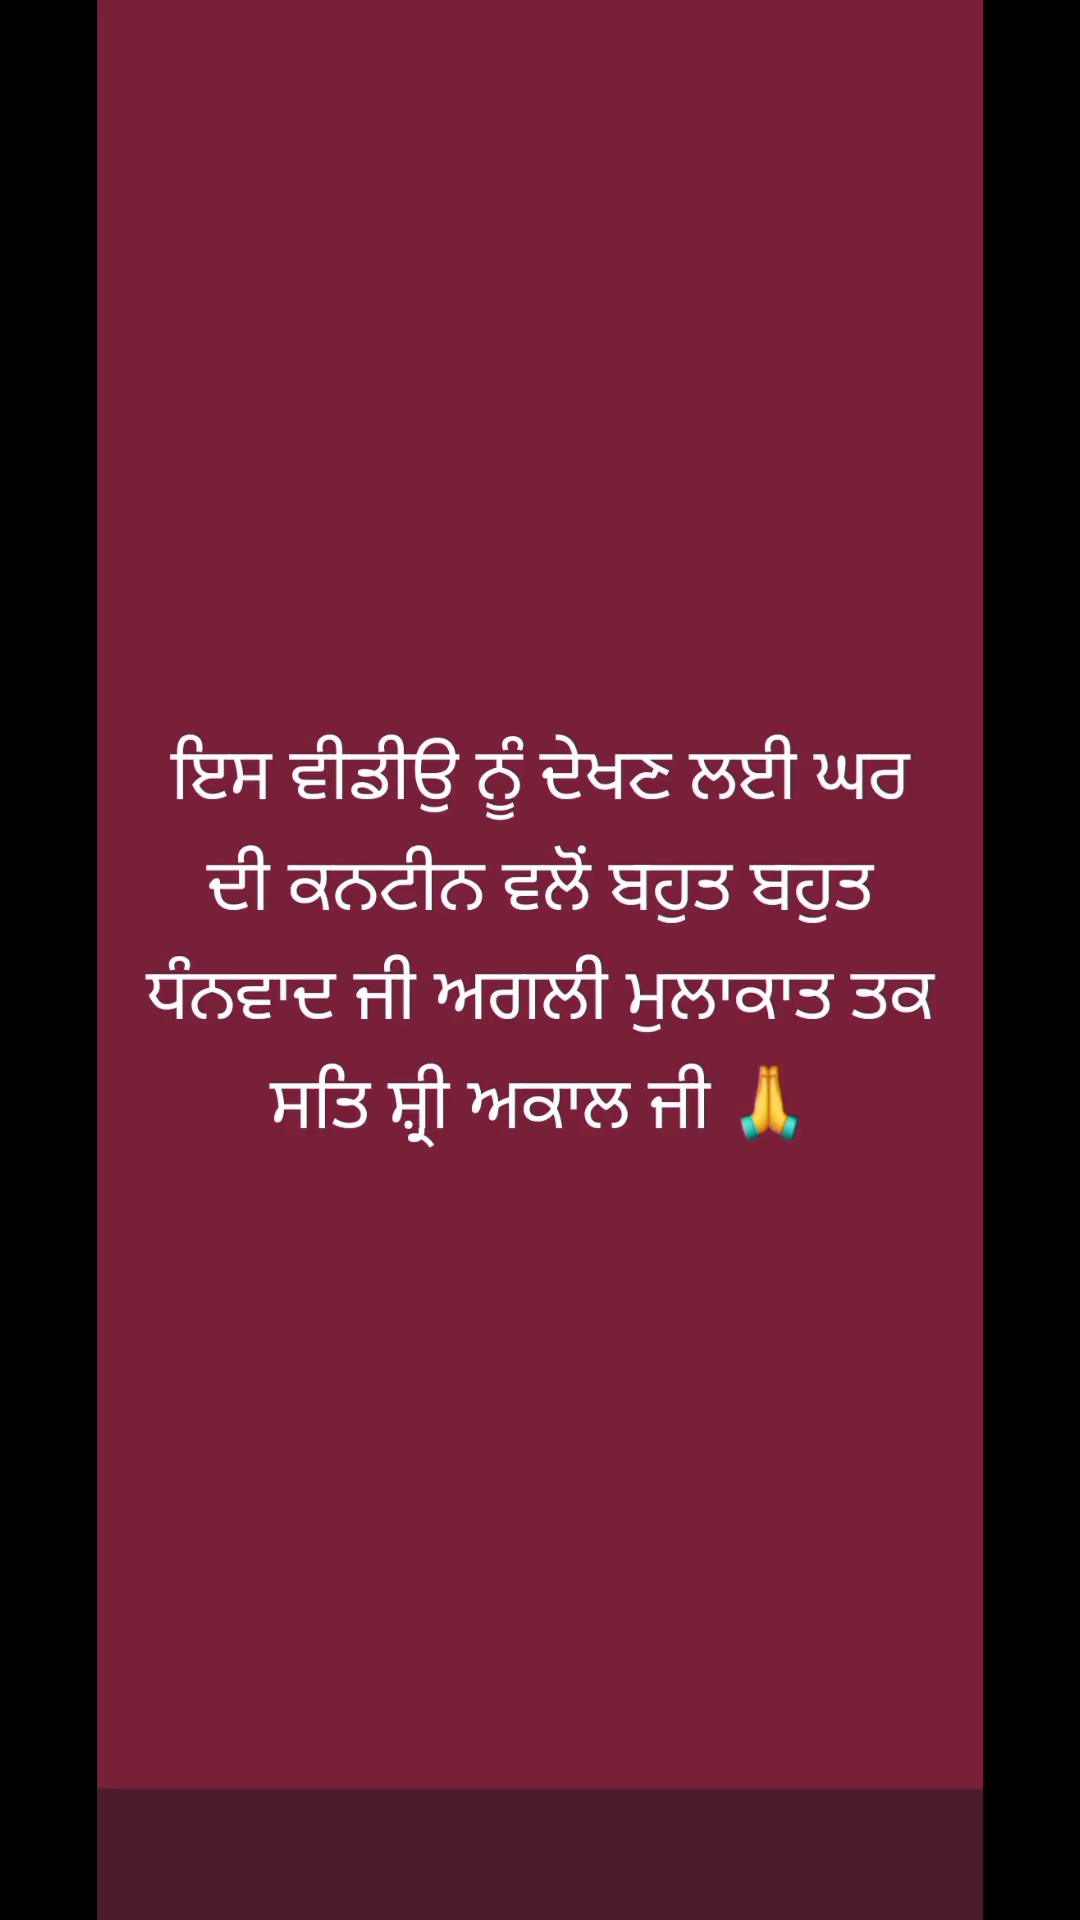 ਇਸ ਵੀਡੀਉ ਨੂੰ ਦੇਖਣ ਲਈ ਘਰ
ਦੀ ਕਨਟੀਨ ਵਲੋਂ ਬਹੁਤ ਬਹੁਤ
ਧੰਨਵਾਦ ਜੀ ਅਗਲੀ ਮੁਲਾਕਾਤ ਤਕ
ਸਤਿ ਸ਼੍ਰੀ ਅਕਾਲ ਜੀ 🙏